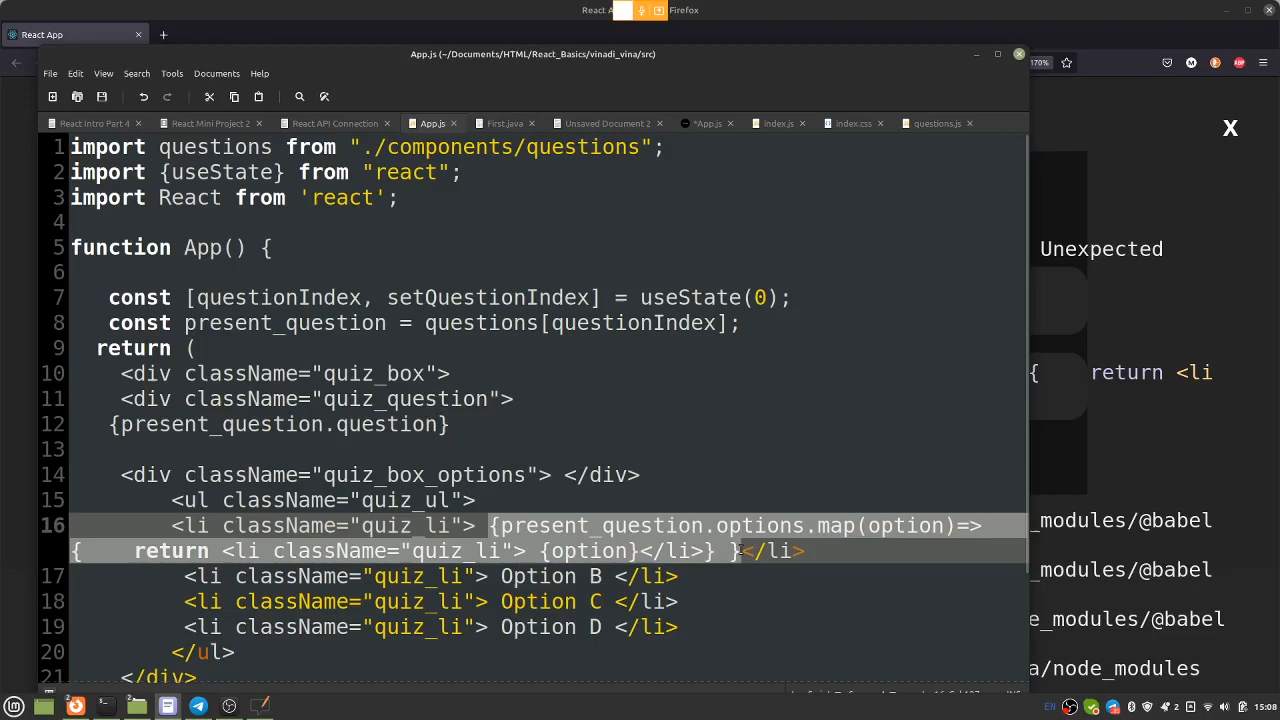 React A
Firefox
React App
App.js (~/Documents/HTML/React_Basics/vinadi_vina/src)
170%
File Edit View Search Tools Documents Help
React Intro Part 4
React Mini Project 2
React API Connection
App.js
First.java
Unsaved Document 2
*App.js
index.js
index.css
questions.js
X
1 import questions from "./components/questions";
2 import {useState} from "react";
3 import React from 'react';
4
5 function App() {
6
7 const [questionIndex, setQuestionIndex] = useState(0);
8 const present_question = questions[questionIndex];
9 return (
10 <div className="quiz_box">
11 <div className="quiz_question">
12 {present_question.question}
13
14 <div className="quiz_box_options"> </div>
15 <ul className="quiz_ul">
16 <li className="quiz_li"> {present_question.options.map(option)=>
{ return <li className="quiz_li"> {option}</li>} }</li>
17 <li className="quiz_li"> Option B </li>
18 <li className="quiz_li"> Option C </li>
19 <li className="quiz_li"> Option D </li>
20 </ul>
21 </div>
Unexpected
{ return <li
_modules/@babel
_modules/@babel
e_modules/@babel
a/node_modules
EN
2
15:08